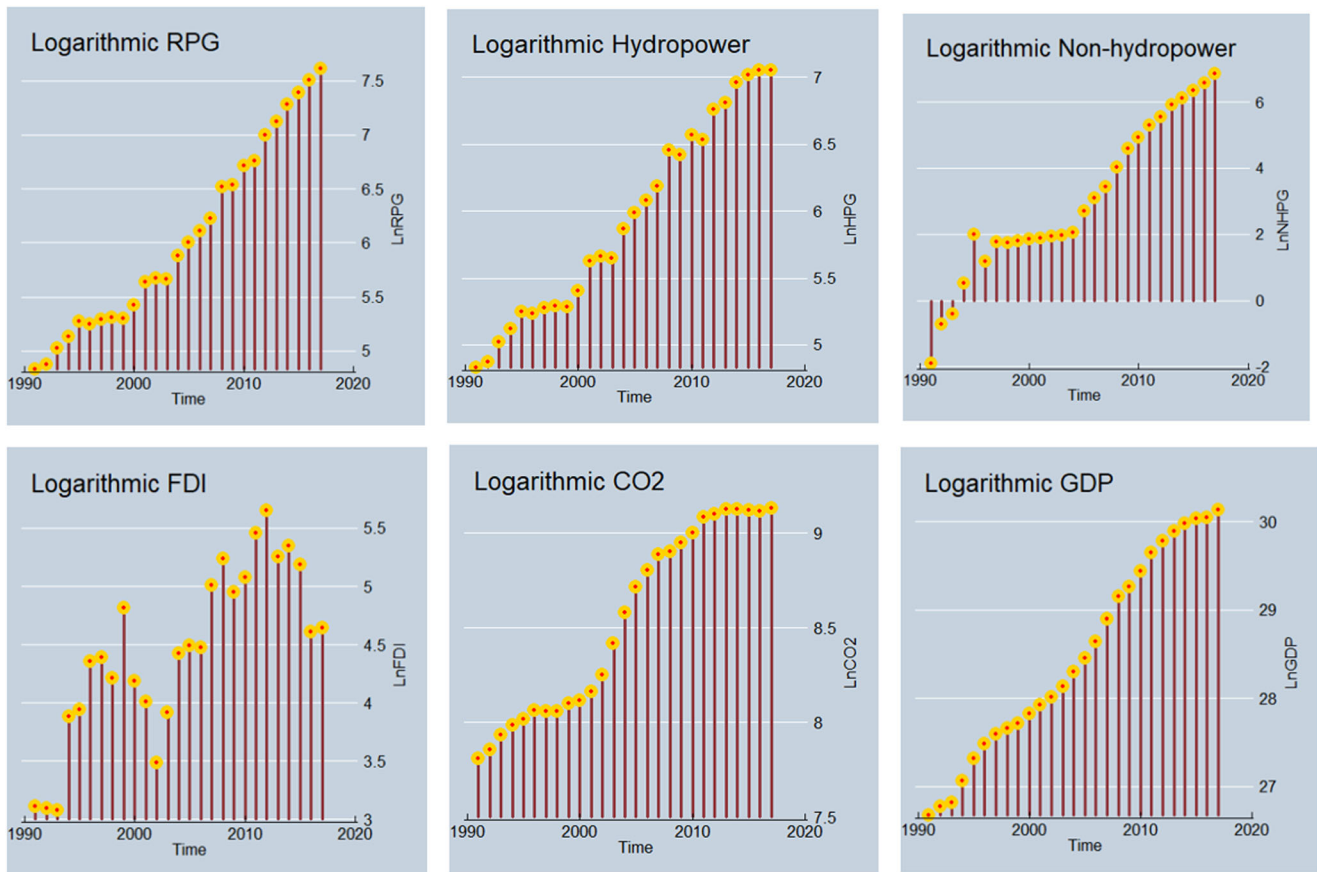 Logarithmic RPG
7.5
7
6.5
6
5.5
5
LnRPG
1990 2000 2010 2020
Time
Logarithmic Hydropower
7
6.5
6
5.5
5
LnHPG
1990 2000 2010 2020
Time
Logarithmic Non-hydropower
6
4
2
0
-2
LnNHPG
1990 2000 2010 2020
Time
Logarithmic FDI
5.5
5
4.5
4
3.5
3
LnFDI
1990 2000 2010 2020
Time
Logarithmic CO2
9
8.5
8
7.5
LnCO2
1990 2000 2010 2020
Time
Logarithmic GDP
30
29
28
27
LnGDP
1990 2000 2010 2020
Time